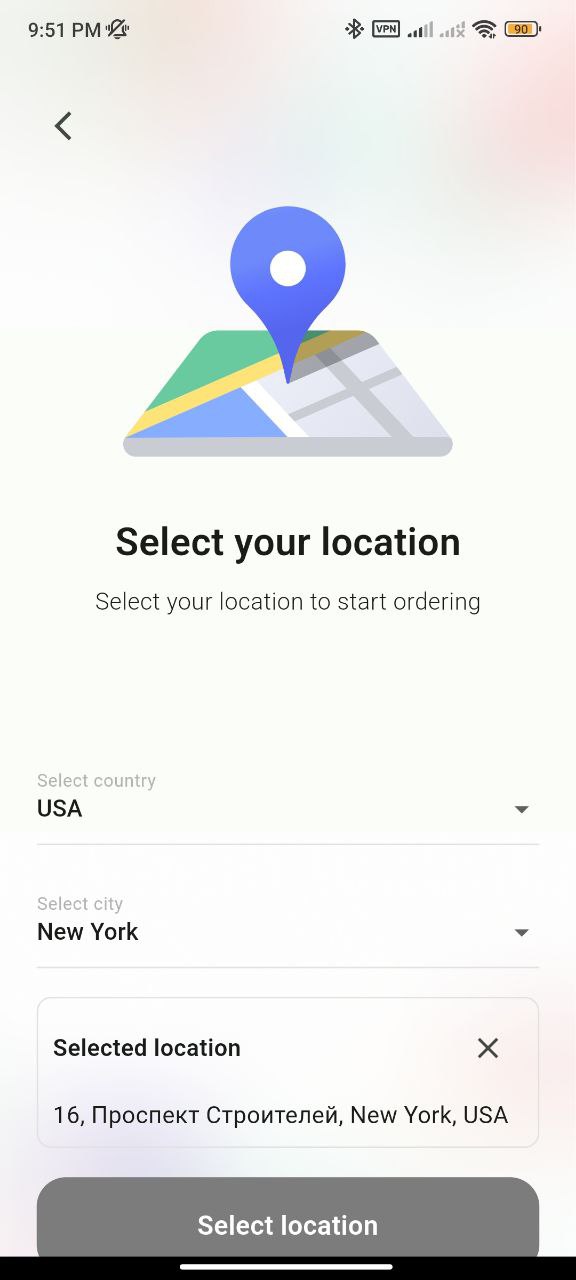 9:51 PM
VPN
90
Select your location
Select your location to start ordering
Select country
USA
Select city
New York
Selected location
16, Проспект Строителей, New York, USA
Select location